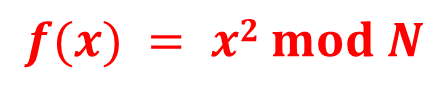 f(x) = x² mod N